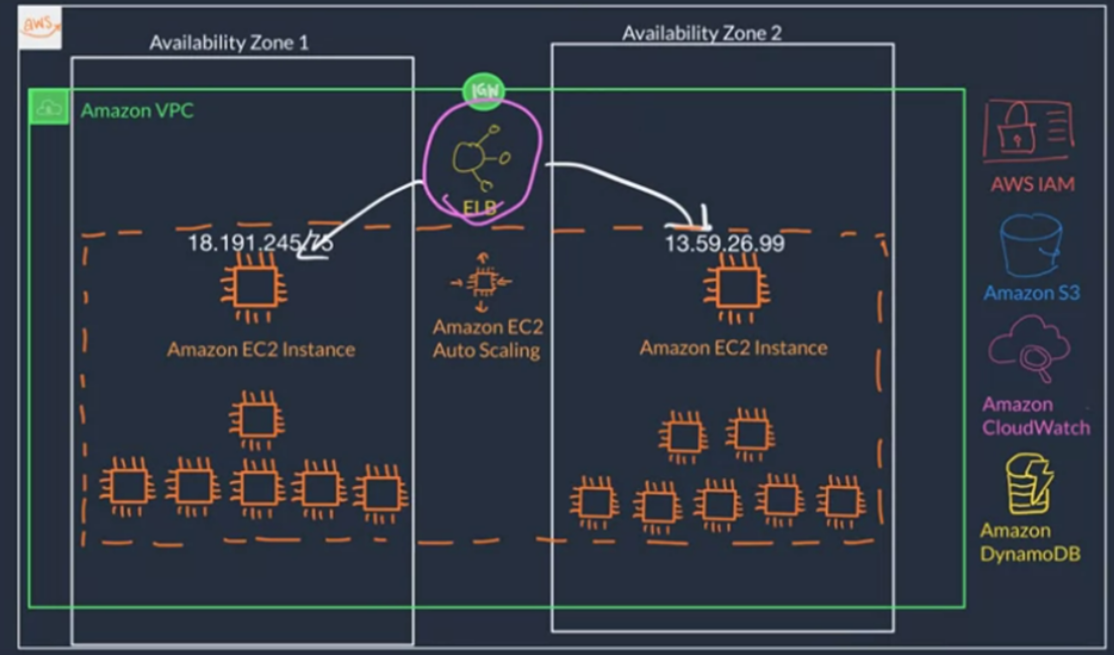 aws
Availability Zone 1
Availability Zone 2
IGW
Amazon VPC
ELB
18.191.245.75
13.59.26.99
Amazon EC2 Instance
Amazon EC2
Auto Scaling
Amazon EC2 Instance
AWS IAM
Amazon S3
Amazon
CloudWatch
Amazon
DynamoDB